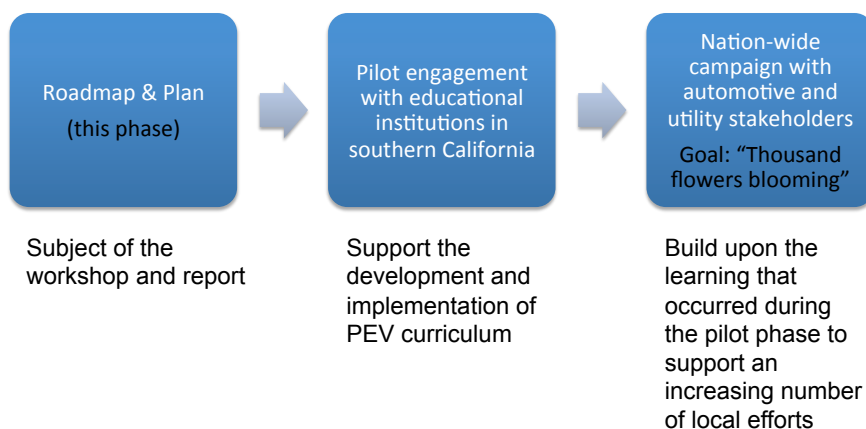 Roadmap & Plan
(this phase)
Subject of the
workshop and report
Pilot engagement
with educational
institutions in
southern California
Support the
development and
implementation of
PEV curriculum
Nation-wide
campaign with
automotive and
utility stakeholders
Goal: “Thousand
flowers blooming”
Build upon the
learning that
occurred during
the pilot phase to
support an
increasing number
of local efforts